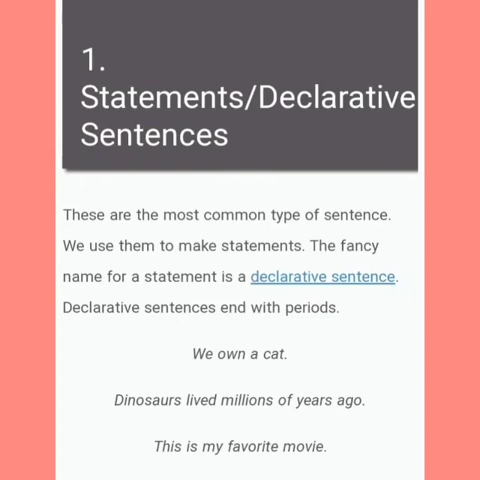 1.
Statements/Declarative
Sentences
These are the most common type of sentence.
We use them to make statements. The fancy
name for a statement is a declarative sentence.
Declarative sentences end with periods.
We own a cat.
Dinosaurs lived millions of years ago.
This is my favorite movie.